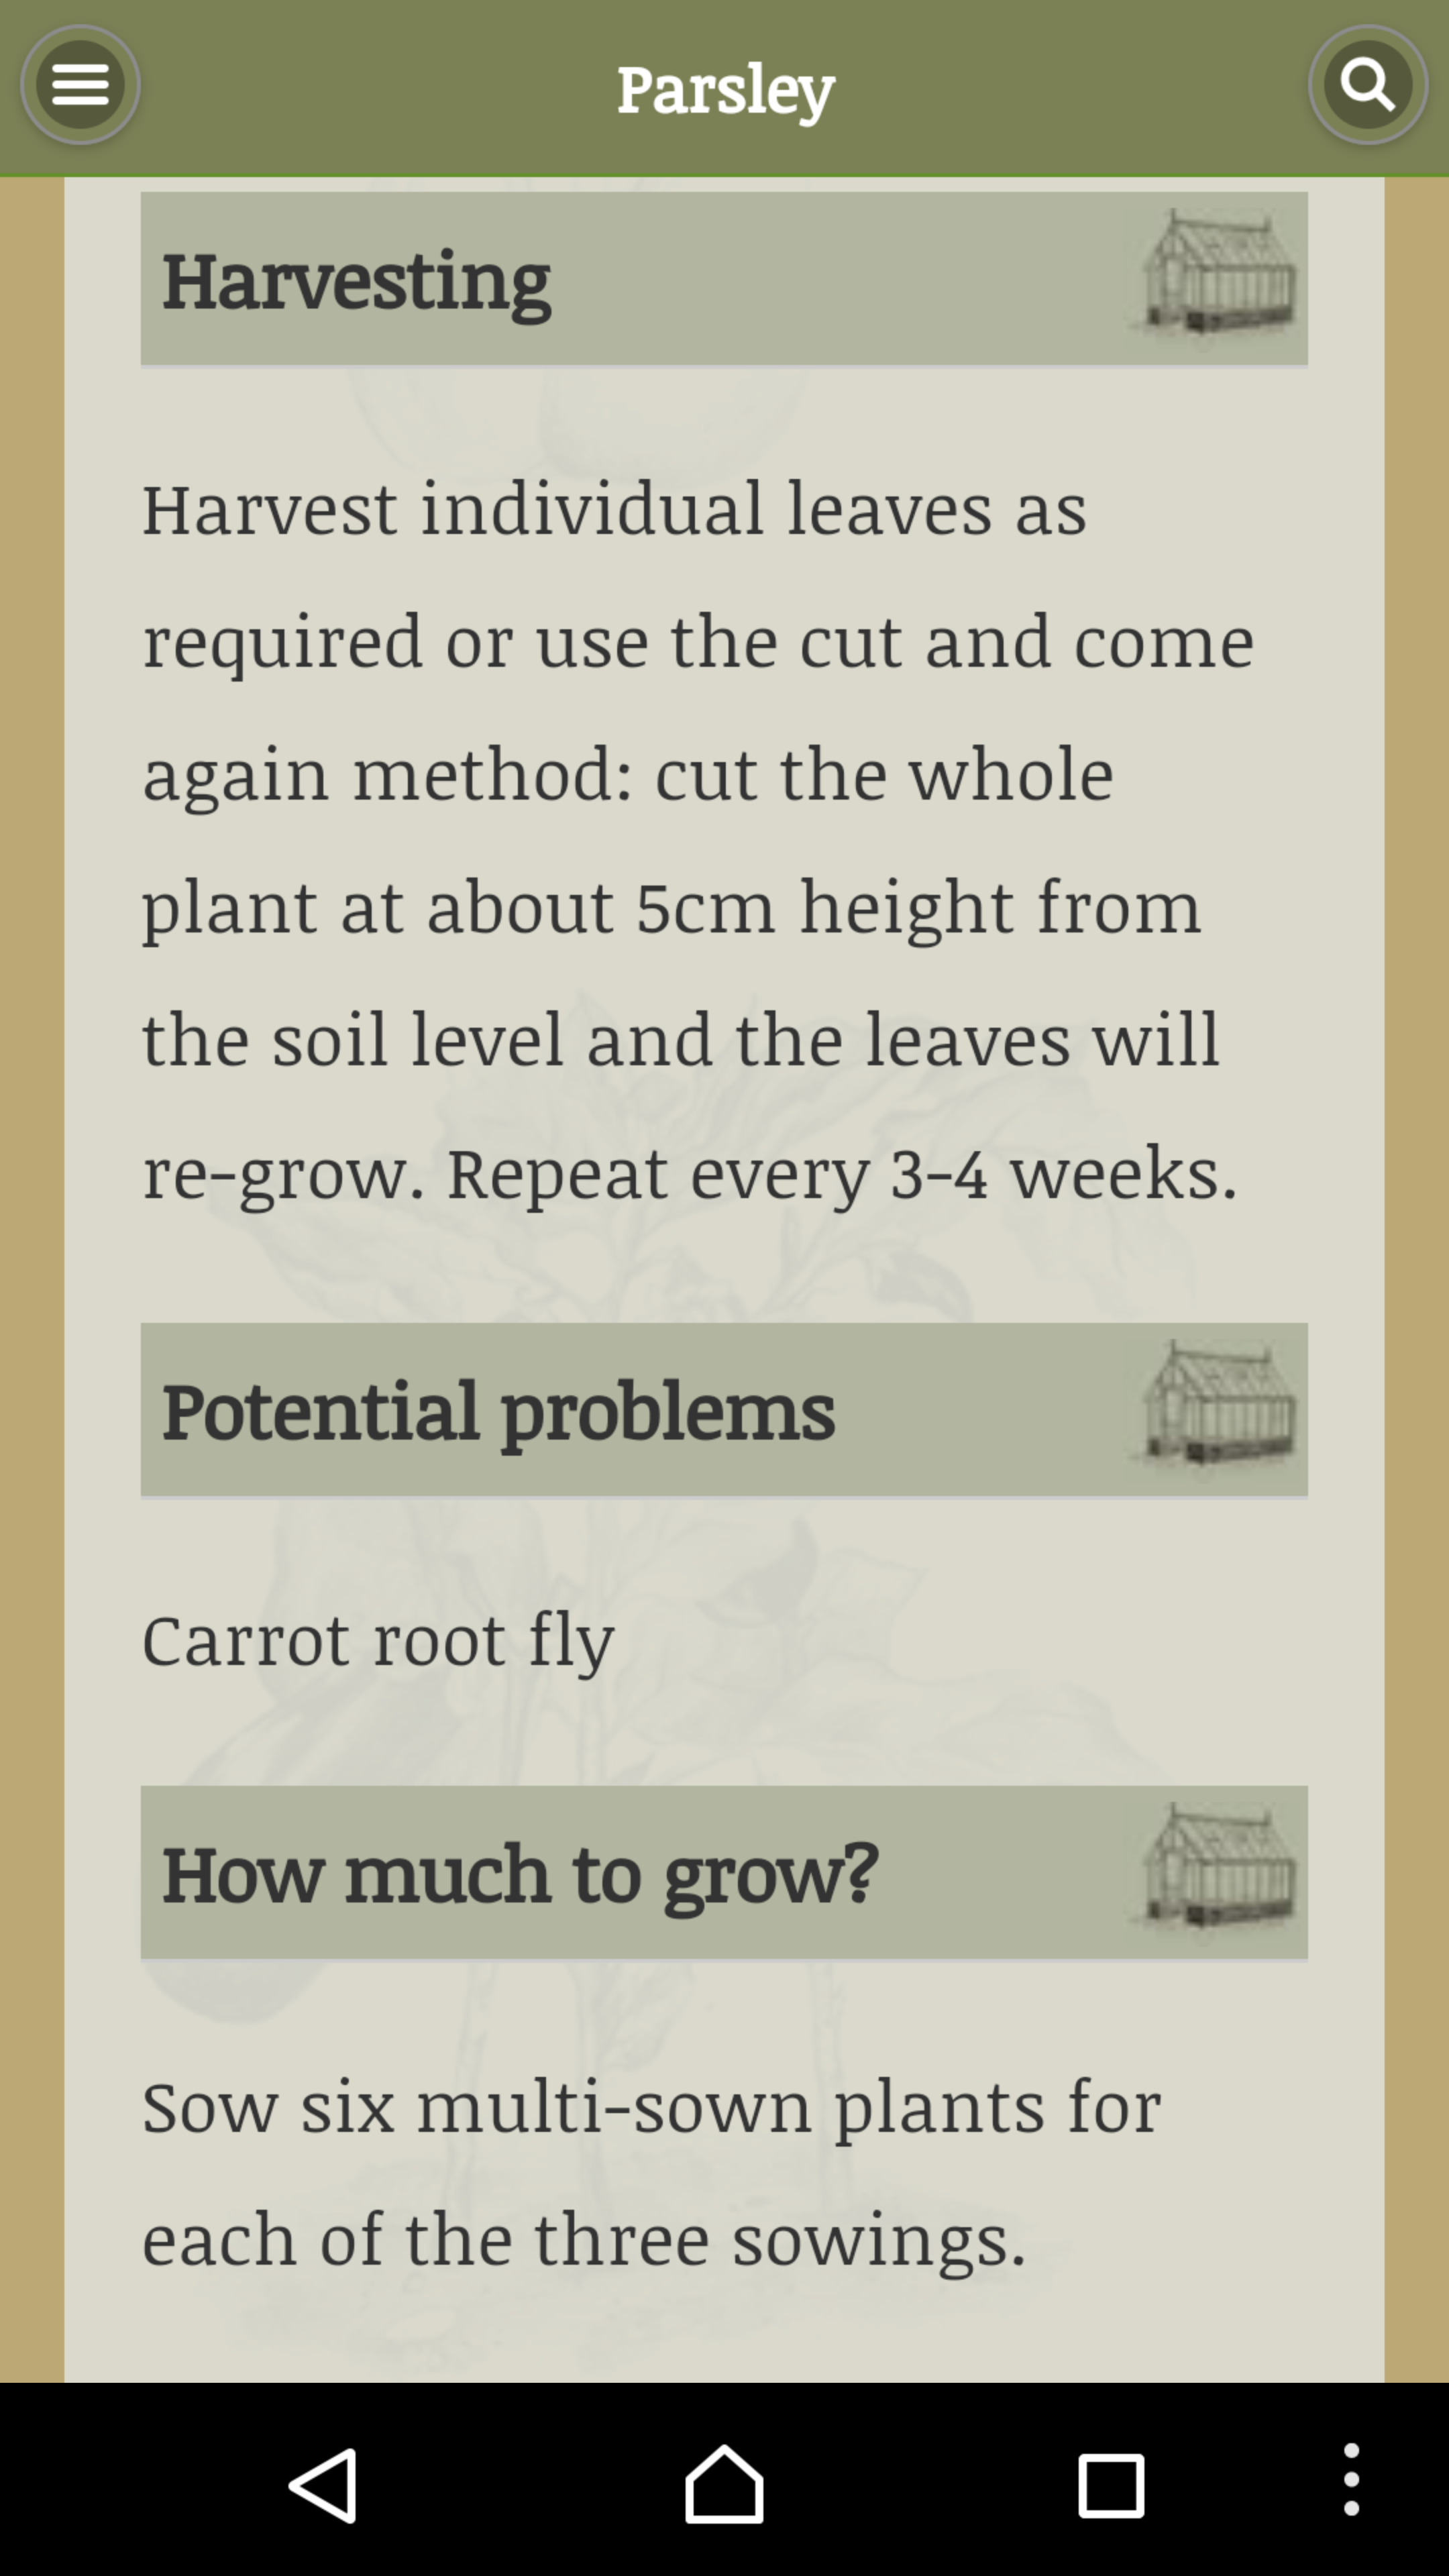 Parsley
Harvesting
Harvest individual leaves as
required or use the cut and come
again method: cut the whole
plant at about 5cm height from
the soil level and the leaves will
re-grow. Repeat every 3-4 weeks.
Potential problems
Carrot root fly
How much to grow?
Sow six multi-sown plants for
each of the three sowings.